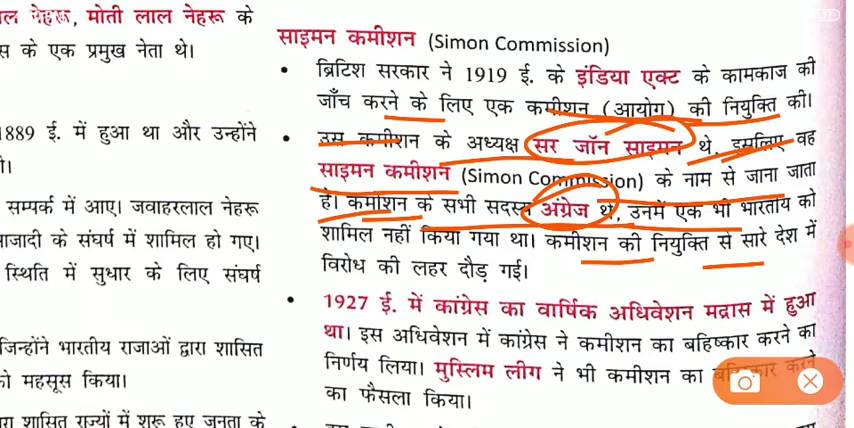 नेहरू, मोती लाल नेहरू के
स के एक प्रमुख नेता थे।
1889 ई. में हुआ था और उन्होंने
ी।
सम्पर्क में आए। जवाहरलाल नेहरू
आजादी के संघर्ष में शामिल हो गए।
स्थिति में सुधार के लिए संघर्ष
जिन्होंने भारतीय राजाओं द्वारा शासित
को महसूस किया।
शासित राज्यों में शुरू हुए जनता के
साइमन कमीशन (Simon Commission)
• ब्रिटिश सरकार ने 1919 ई. के इंडिया एक्ट के कामकाज की
जाँच करने के लिए एक कमीशन (आयोग) की नियुक्ति की।
• उस कमीशन के अध्यक्ष सर जॉन साइमन थे, इसलिए वह
साइमन कमीशन (Simon Commission) के नाम से जाना जाता
है। कमीशन के सभी सदस्य अंग्रेज थे, उनमें एक भी भारतीय को
शामिल नहीं किया गया था। कमीशन की नियुक्ति से सारे देश में
विरोध की लहर दौड़ गई।
• 1927 ई. में कांग्रेस का वार्षिक अधिवेशन मद्रास में हुआ
था। इस अधिवेशन में कांग्रेस ने कमीशन का बहिष्कार करने का
निर्णय लिया। मुस्लिम लीग ने भी कमीशन का बहिष्कार करने
का फैसला किया।